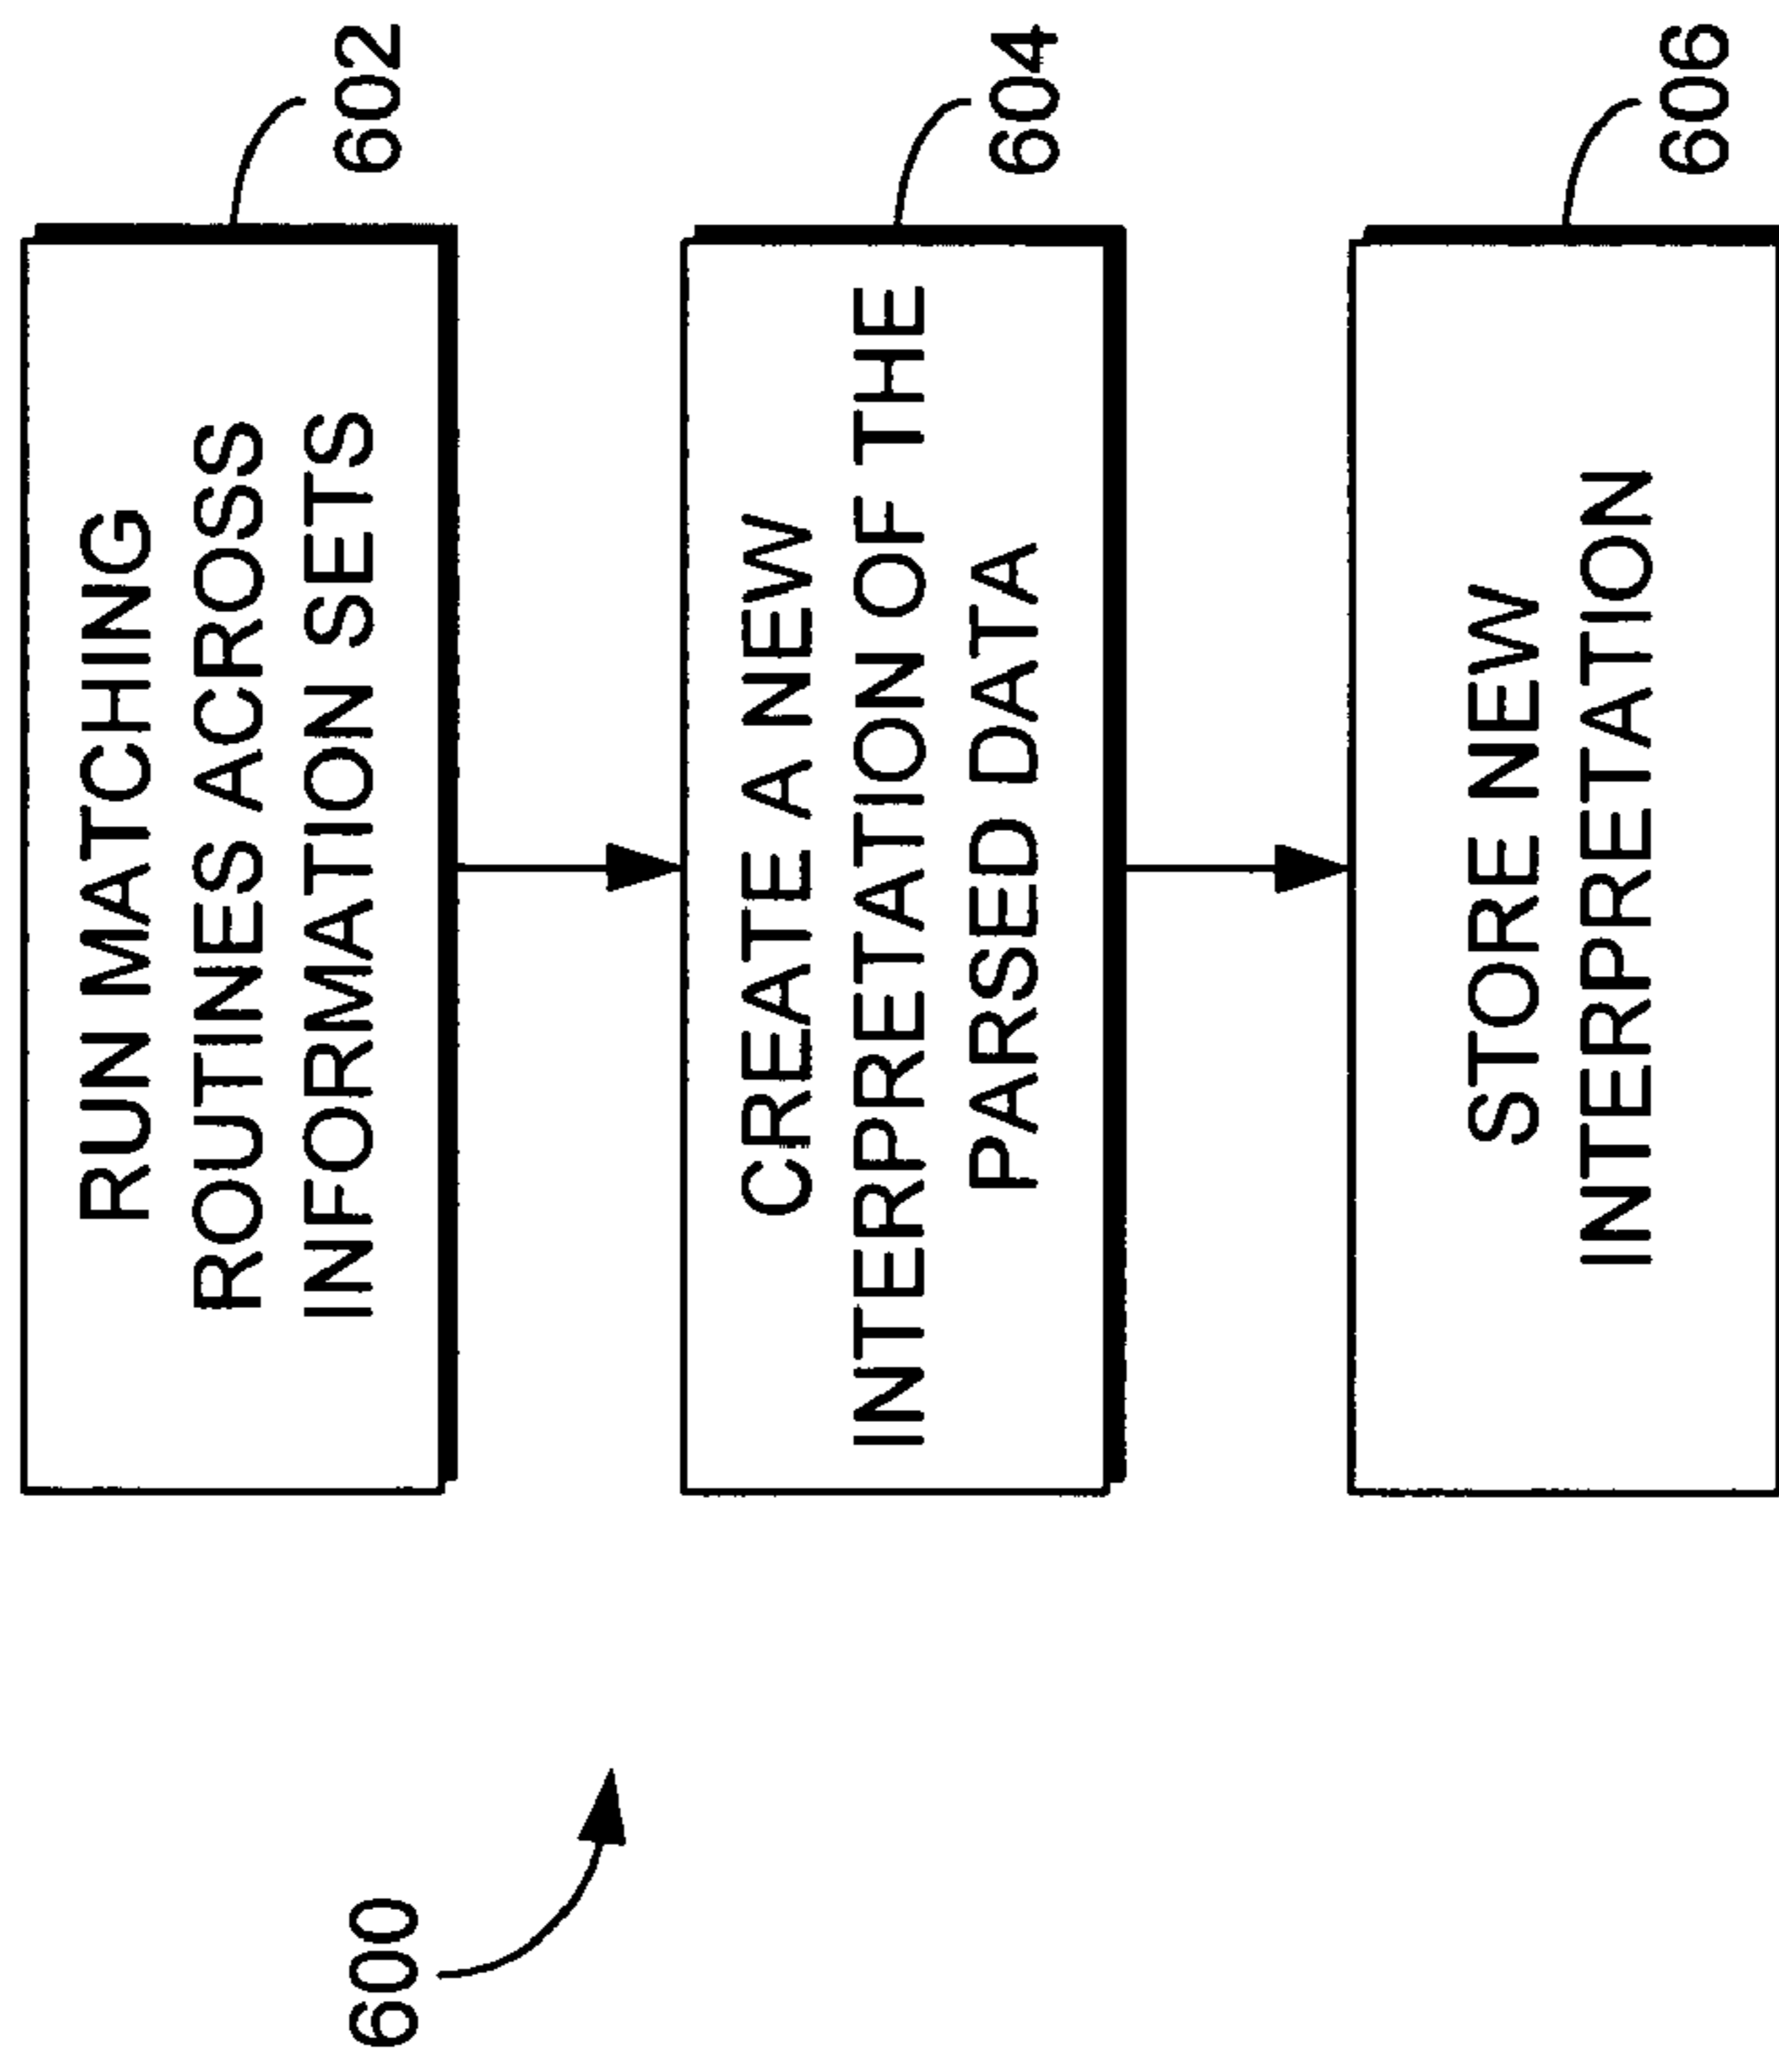 600
RUN MATCHING
ROUTINES ACROSS
INFORMATION SETS
602
CREATE A NEW
INTERPRETATION OF THE
PARSED DATA
604
STORE NEW
INTERPRETATION
606